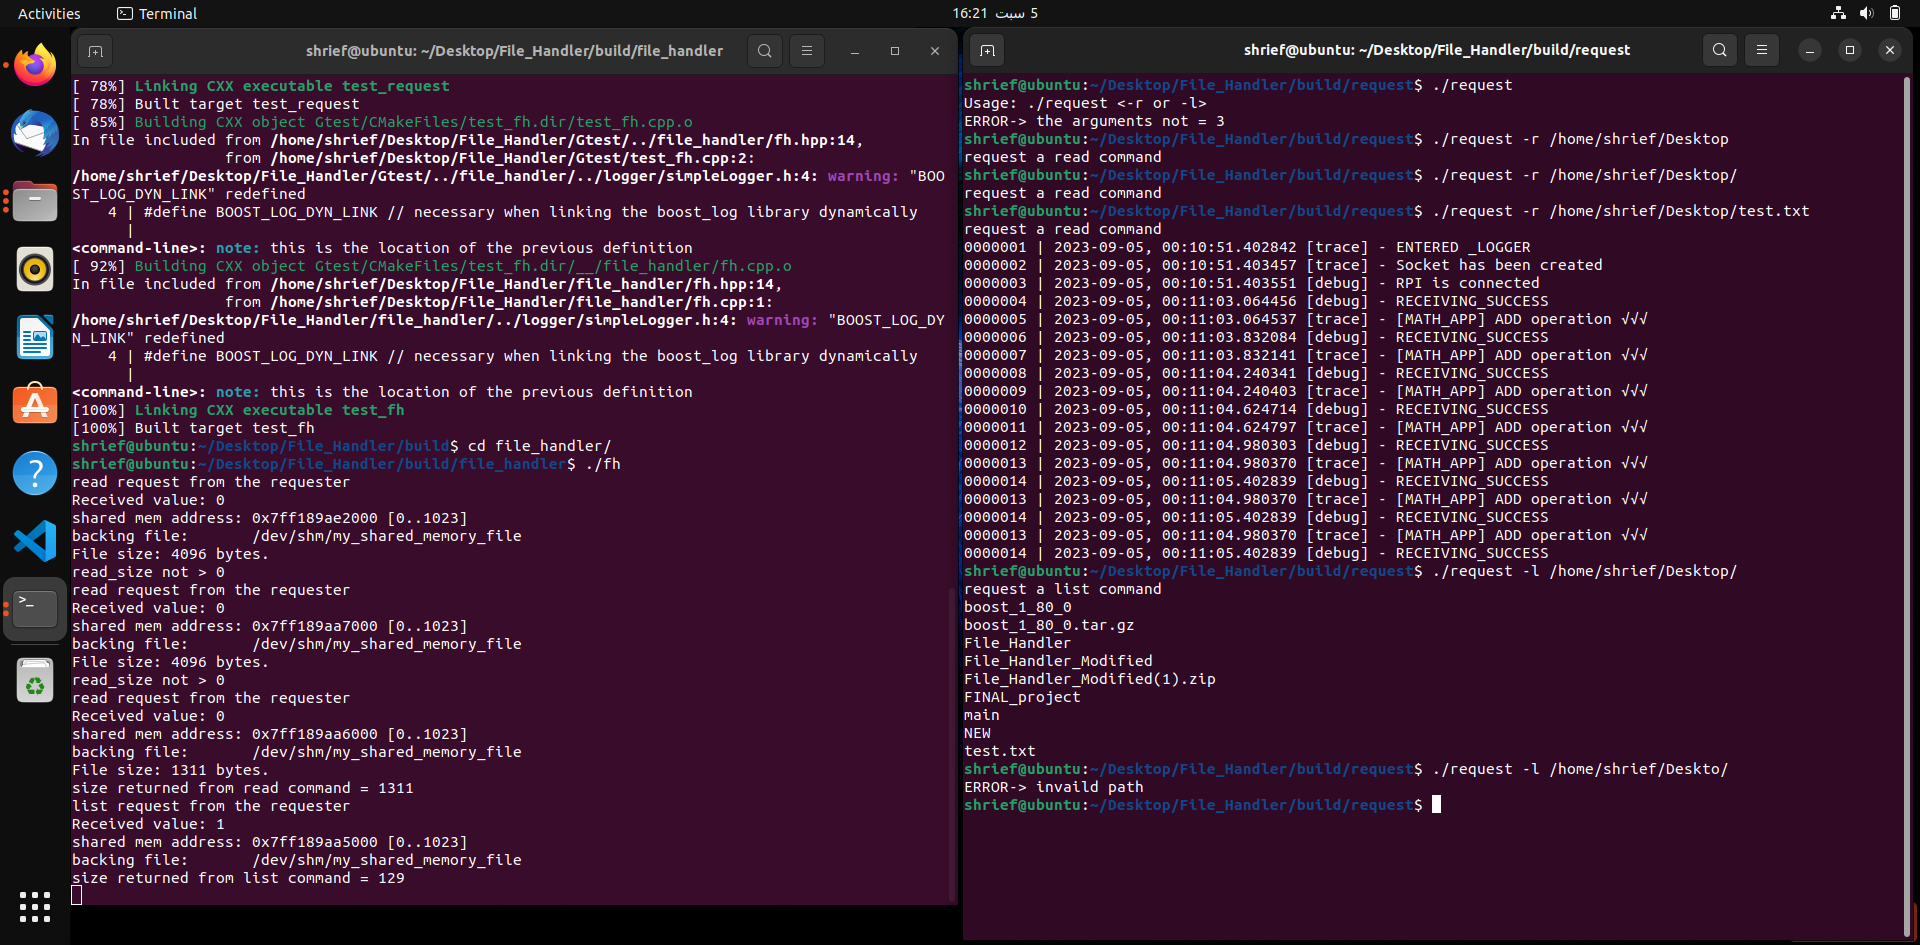 Activities
Terminal
16:21 5 سبت
shrief@ubuntu: ~/Desktop/File_Handler/build/file_handler
[ 78%] Linking CXX executable test_request
[ 78%] Built target test_request
[ 85%] Building CXX object Gtest/CMakeFiles/test_fh.dir/test_fh.cpp.o
In file included from /home/shrief/Desktop/File_Handler/Gtest/../file_handler/fh.hpp:14,
from /home/shrief/Desktop/File_Handler/Gtest/test_fh.cpp:2:
/home/shrief/Desktop/File_Handler/Gtest/../file_handler/../logger/simpleLogger.h:4: warning: "BOO
ST_LOG_DYN_LINK" redefined
4 | #define BOOST_LOG_DYN_LINK // necessary when linking the boost_log library dynamically
|
<command-line>: note: this is the location of the previous definition
[ 92%] Building CXX object Gtest/CMakeFiles/test_fh.dir/__/file_handler/fh.cpp.o
In file included from /home/shrief/Desktop/File_Handler/file_handler/fh.hpp:14,
from /home/shrief/Desktop/File_Handler/file_handler/fh.cpp:1:
/home/shrief/Desktop/File_Handler/file_handler/../logger/simpleLogger.h:4: warning: "BOOST_LOG_DY
N_LINK" redefined
4 | #define BOOST_LOG_DYN_LINK // necessary when linking the boost_log library dynamically
|
<command-line>: note: this is the location of the previous definition
[100%] Linking CXX executable test_fh
[100%] Built target test_fh
shrief@ubuntu:~/Desktop/File_Handler/build$ cd file_handler/
shrief@ubuntu:~/Desktop/File_Handler/build/file_handler$ ./fh
read request from the requester
Received value: 0
shared mem address: 0x7ff189ae2000 [0..1023]
backing file: /dev/shm/my_shared_memory_file
File size: 4096 bytes.
read_size not > 0
read request from the requester
Received value: 0
shared mem address: 0x7ff189aa7000 [0..1023]
backing file: /dev/shm/my_shared_memory_file
File size: 4096 bytes.
read_size not > 0
read request from the requester
Received value: 0
shared mem address: 0x7ff189aa6000 [0..1023]
backing file: /dev/shm/my_shared_memory_file
File size: 1311 bytes.
size returned from read command = 1311
list request from the requester
Received value: 1
shared mem address: 0x7ff189aa5000 [0..1023]
backing file: /dev/shm/my_shared_memory_file
size returned from list command = 129
shrief@ubuntu: ~/Desktop/File_Handler/build/request
shrief@ubuntu:~/Desktop/File_Handler/build/request$ ./request
Usage: ./request <-r or -l>
ERROR-> the arguments not = 3
shrief@ubuntu:~/Desktop/File_Handler/build/request$ ./request -r /home/shrief/Desktop
request a read command
shrief@ubuntu:~/Desktop/File_Handler/build/request$ ./request -r /home/shrief/Desktop/
request a read command
shrief@ubuntu:~/Desktop/File_Handler/build/request$ ./request -r /home/shrief/Desktop/test.txt
request a read command
0000001 | 2023-09-05, 00:10:51.402842 [trace] - ENTERED _LOGGER
0000002 | 2023-09-05, 00:10:51.403457 [trace] - Socket has been created
0000003 | 2023-09-05, 00:10:51.403551 [debug] - RPI is connected
0000004 | 2023-09-05, 00:11:03.064456 [debug] - RECEIVING_SUCCESS
0000005 | 2023-09-05, 00:11:03.064537 [trace] - [MATH_APP] ADD operation √√√
0000006 | 2023-09-05, 00:11:03.832084 [debug] - RECEIVING_SUCCESS
0000007 | 2023-09-05, 00:11:03.832141 [trace] - [MATH_APP] ADD operation √√√
0000008 | 2023-09-05, 00:11:04.240341 [debug] - RECEIVING_SUCCESS
0000009 | 2023-09-05, 00:11:04.240403 [trace] - [MATH_APP] ADD operation √√√
0000010 | 2023-09-05, 00:11:04.624714 [debug] - RECEIVING_SUCCESS
0000011 | 2023-09-05, 00:11:04.624797 [trace] - [MATH_APP] ADD operation √√√
0000012 | 2023-09-05, 00:11:04.980303 [debug] - RECEIVING_SUCCESS
0000013 | 2023-09-05, 00:11:04.980370 [trace] - [MATH_APP] ADD operation √√√
0000014 | 2023-09-05, 00:11:05.402839 [debug] - RECEIVING_SUCCESS
0000013 | 2023-09-05, 00:11:04.980370 [trace] - [MATH_APP] ADD operation √√√
0000014 | 2023-09-05, 00:11:05.402839 [debug] - RECEIVING_SUCCESS
0000013 | 2023-09-05, 00:11:04.980370 [trace] - [MATH_APP] ADD operation √√√
0000014 | 2023-09-05, 00:11:05.402839 [debug] - RECEIVING_SUCCESS
shrief@ubuntu:~/Desktop/File_Handler/build/request$ ./request -l /home/shrief/Desktop/
request a list command
boost_1_80_0
boost_1_80_0.tar.gz
File_Handler
File_Handler_Modified
File_Handler_Modified(1).zip
FINAL_project
main
NEW
test.txt
shrief@ubuntu:~/Desktop/File_Handler/build/request$ ./request -l /home/shrief/Deskto/
ERROR-> invaild path
shrief@ubuntu:~/Desktop/File_Handler/build/request$